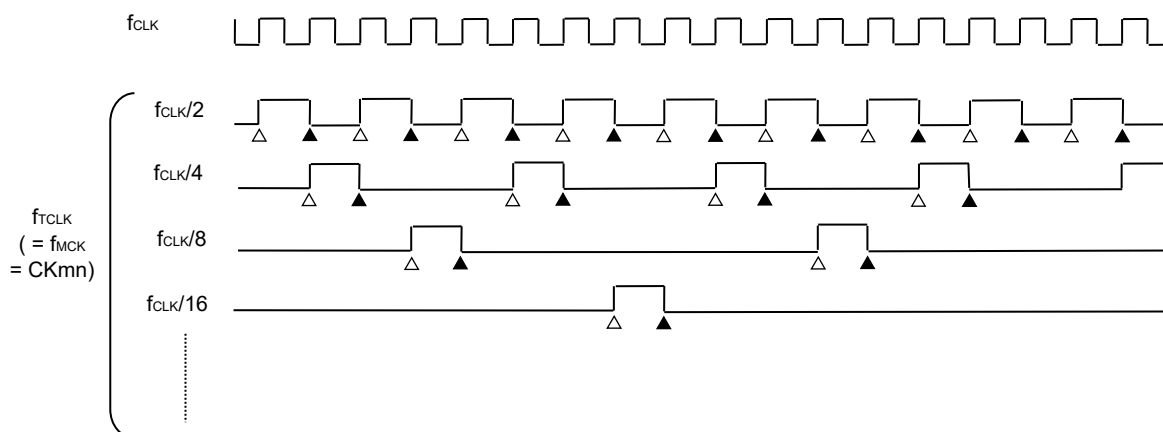 fCLK
fCLK/2
fCLK/4
fTCLK
( = fMCK
= CKmn)
fCLK/8
fCLK/16